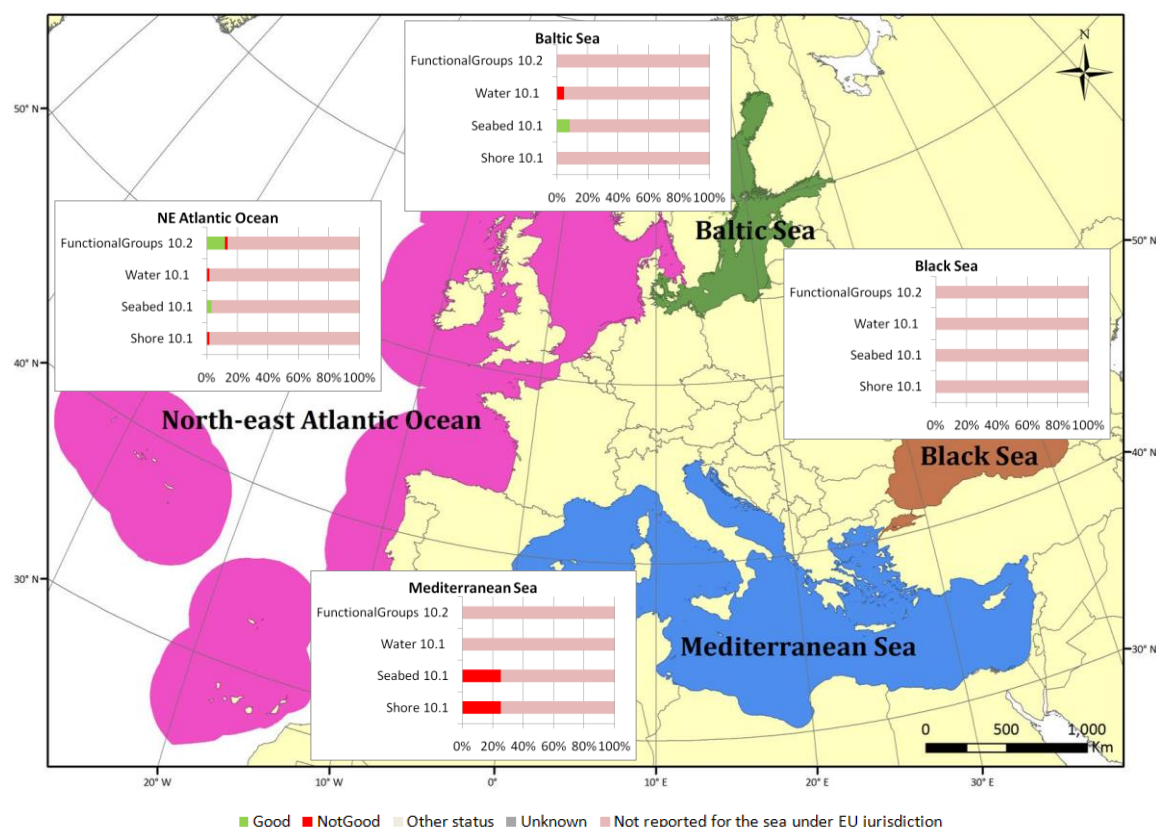 Baltic Sea
FunctionalGroups 10.2
Water 10.1
Seabed 10.1
Shore 10.1
0% 20% 40% 60% 80% 100%
N
50° N
NE Atlantic Ocean
FunctionalGroups 10.2
Water 10.1
Seabed 10.1
Shore 10.1
0% 20% 40% 60% 80% 100%
Baltic Sea
50° N
Black Sea
FunctionalGroups 10.2
Water 10.1
Seabed 10.1
Shore 10.1
0% 20% 40% 60% 80% 100%
40° N
North-east Atlantic Ocean
Black Sea
40° N
30° N
Mediterranean Sea
FunctionalGroups 10.2
Water 10.1
Seabed 10.1
Shore 10.1
0% 20% 40% 60% 80% 100%
Mediterranean Sea
30° N
0 500 1,000
Km
20° W 10° W 0° 10° E 20° E 30° E
Good NotGood Other status Unknown Not reported for the sea under EU jurisdiction